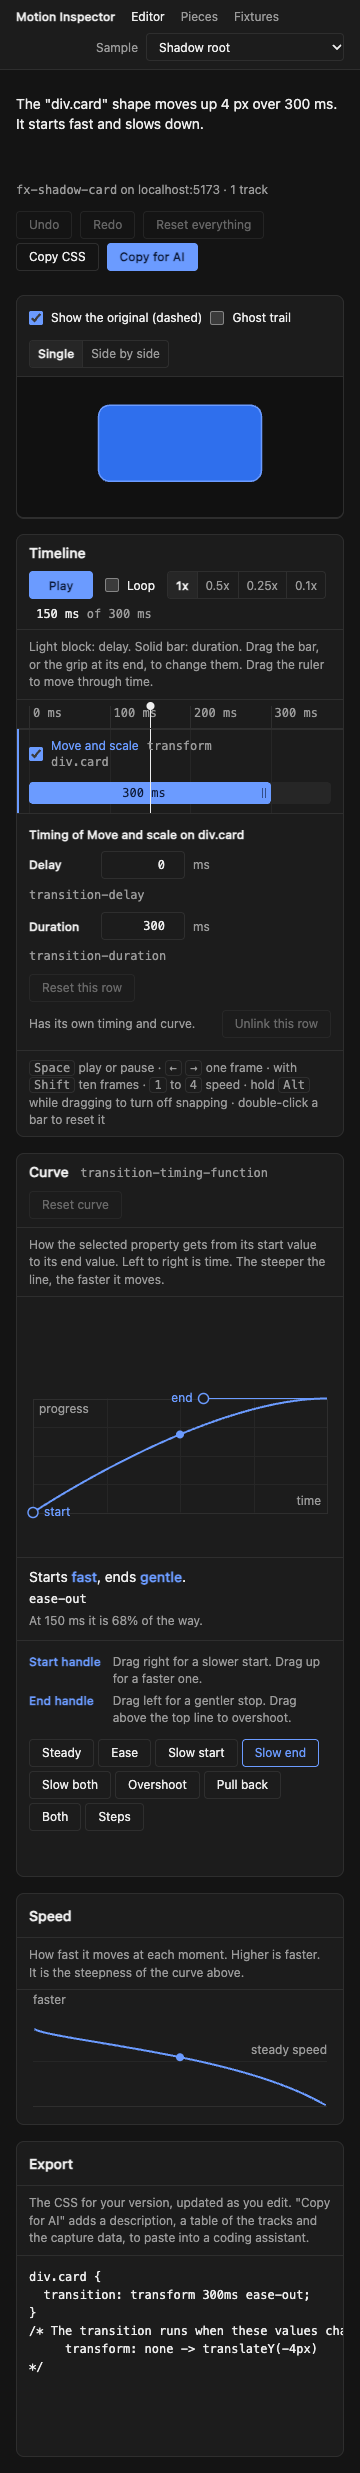 Motion Inspector Editor Pieces Fixtures
Sample Shadow root
The "div.card" shape moves up 4 px over 300 ms.
It starts fast and slows down.
fx-shadow-card on localhost:5173 · 1 track
Undo Redo Reset everything
Copy CSS Copy for AI
Show the original (dashed) Ghost trail
Single Side by side
Timeline
Play Loop 1x 0.5x 0.25x 0.1x
150 ms of 300 ms
Light block: delay. Solid bar: duration. Drag the bar,
or the grip at its end, to change them. Drag the ruler
to move through time.
0 ms 100 ms 200 ms 300 ms
Move and scale transform
div.card
300 ms
Timing of Move and scale on div.card
Delay 0 ms
transition-delay
Duration 300 ms
transition-duration
Reset this row
Has its own timing and curve. Unlink this row
Space play or pause · ← → one frame · with
Shift ten frames · 1 to 4 speed · hold Alt
while dragging to turn off snapping · double-click a
bar to reset it
Curve transition-timing-function
Reset curve
How the selected property gets from its start value
to its end value. Left to right is time. The steeper the
line, the faster it moves.
end
progress
time
start
Starts fast, ends gentle.
ease-out
At 150 ms it is 68% of the way.
Start handle Drag right for a slower start. Drag up
for a faster one.
End handle Drag left for a gentler stop. Drag
above the top line to overshoot.
Steady Ease Slow start Slow end
Slow both Overshoot Pull back
Both Steps
Speed
How fast it moves at each moment. Higher is faster.
It is the steepness of the curve above.
faster
steady speed
Export
The CSS for your version, updated as you edit. "Copy
for AI" adds a description, a table of the tracks and
the capture data, to paste into a coding assistant.
div.card {
transition: transform 300ms ease-out;
}
/* The transition runs when these values cha
transform: none -> translateY(-4px)
*/